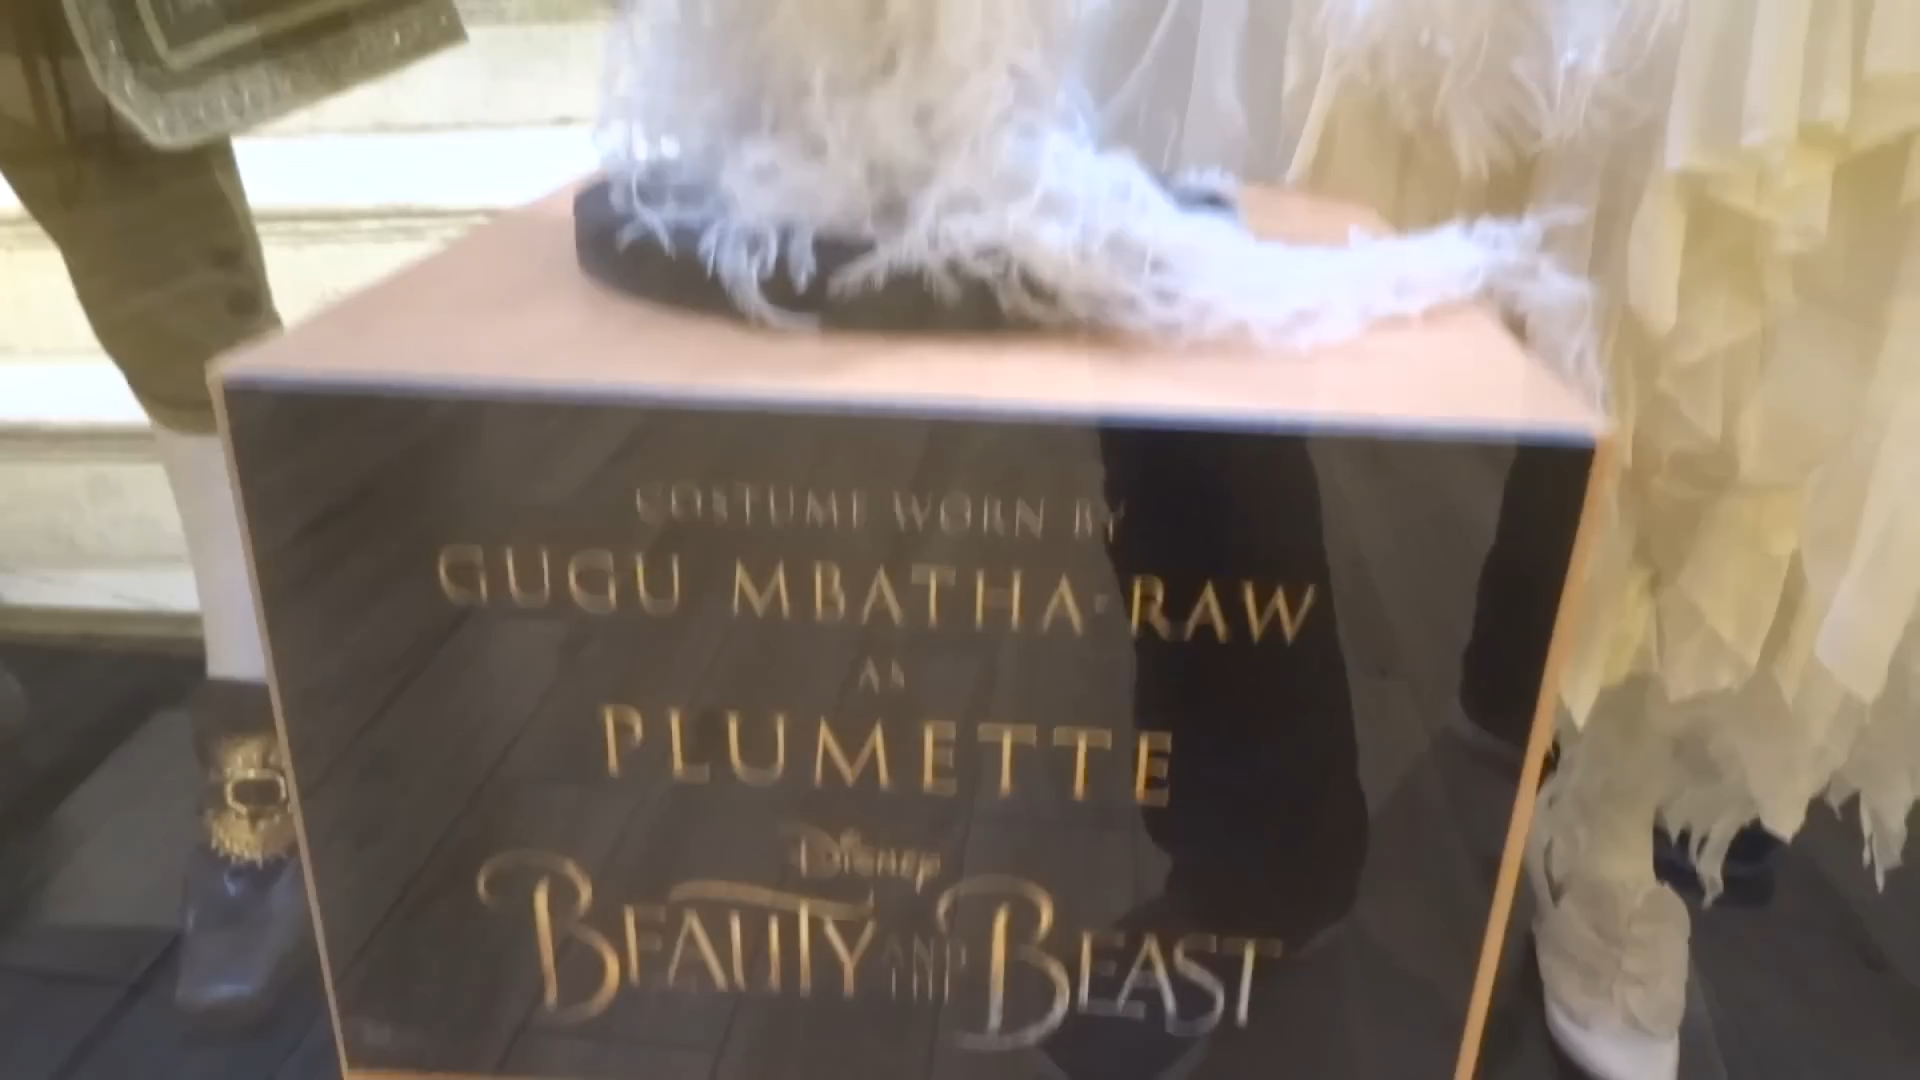 COSTUME WORN BY
GUGU MBATHA-RAW
AS
PLUMETTE
Disney
BEAUTY AND THE BEAST